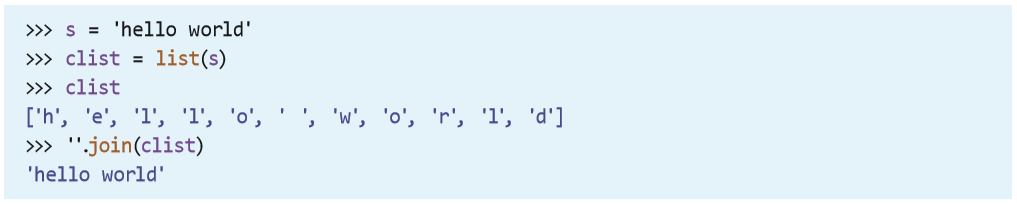 >>> s = 'hello world'
>>> clist = list(s)
>>> clist
['h', 'e', 'l', 'l', 'o', ' ', 'w', 'o', 'r', 'l', 'd']
>>> ''.join(clist)
'hello world'